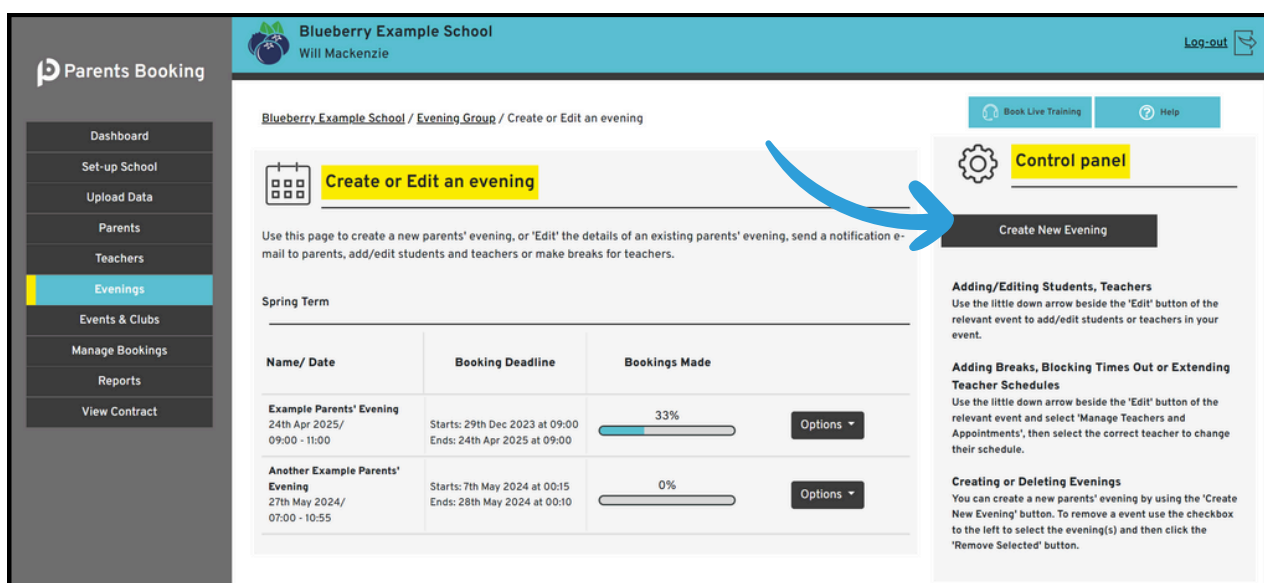 Blueberry Example School
Will Mackenzie
Log-out
Parents Booking
Dashboard
Set-up School
Upload Data
Parents
Teachers
Evenings
Events & Clubs
Manage Bookings
Reports
View Contract
Blueberry Example School / Evening Group / Create or Edit an evening
Book Live Training
Help
Create or Edit an evening
Use this page to create a new parents' evening, or 'Edit' the details of an existing parents' evening, send a notification e-
mail to parents, add/edit students and teachers or make breaks for teachers.
Spring Term
Name/ Date
Booking Deadline
Bookings Made
Example Parents' Evening
24th Apr 2025/
09:00 - 11:00
Starts: 29th Dec 2023 at 09:00
Ends: 24th Apr 2025 at 09:00
33%
Options
Another Example Parents'
Evening
27th May 2024/
07:00 - 10:55
Starts: 7th May 2024 at 00:15
Ends: 28th May 2024 at 00:10
0%
Options
Control panel
Create New Evening
Adding/Editing Students, Teachers
Use the little down arrow beside the 'Edit' button of the
relevant event to add/edit students or teachers in your
event.
Adding Breaks, Blocking Times Out or Extending
Teacher Schedules
Use the little down arrow beside the 'Edit' button of the
relevant event and select 'Manage Teachers and
Appointments', then select the correct teacher to change
their schedule.
Creating or Deleting Evenings
You can create a new parents' evening by using the 'Create
New Evening' button. To remove a event use the checkbox
to the left to select the evening(s) and then click the
'Remove Selected' button.